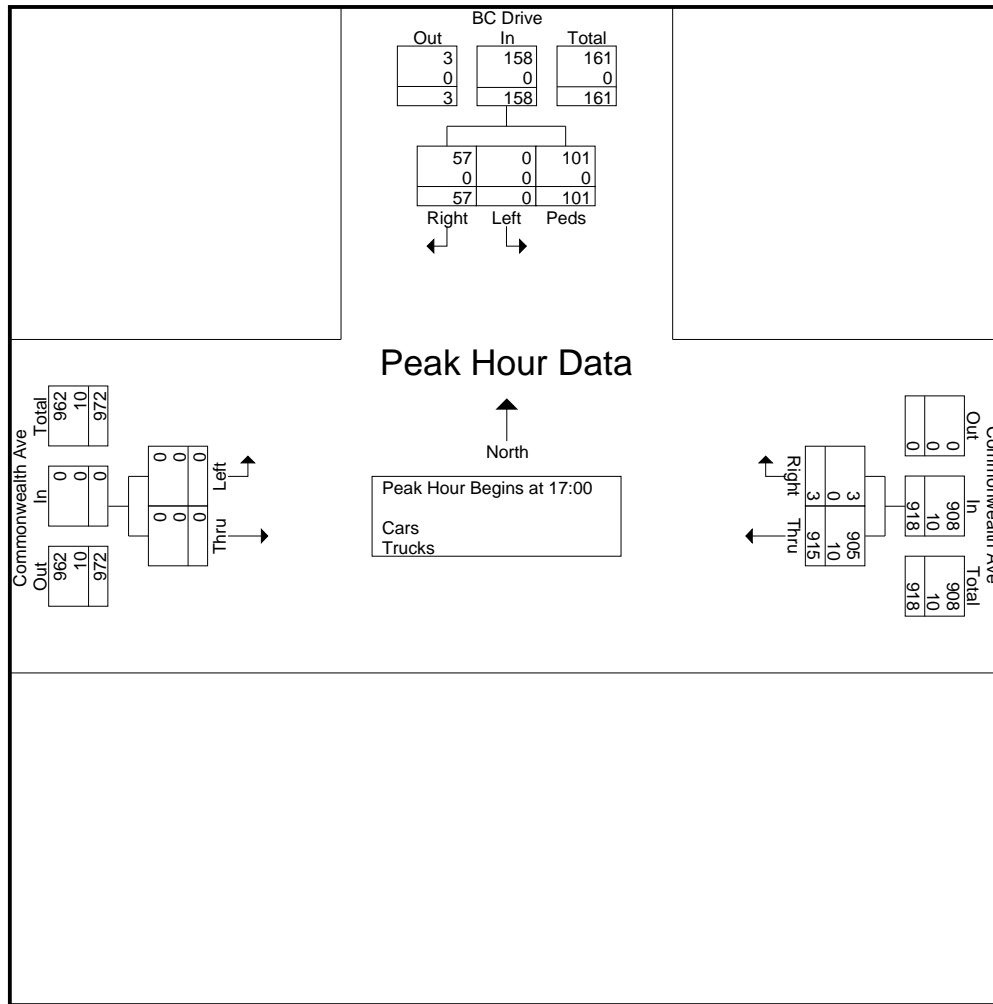 BC Drive
Out In Total
3 158 161
0 0 0
3 158 161
57 0 101
0 0 0
57 0 101
Right Left Peds
Peak Hour Data
North
Peak Hour Begins at 17:00
Cars
Trucks
Commonwealth Ave
Out In Total
962 0 962
10 0 10
972 0 972
Left Thru
0 0
0 0
0 0
Commonwealth Ave
Out In Total
0 908 908
0 10 10
0 918 918
Right Thru
3 905
0 10
3 915